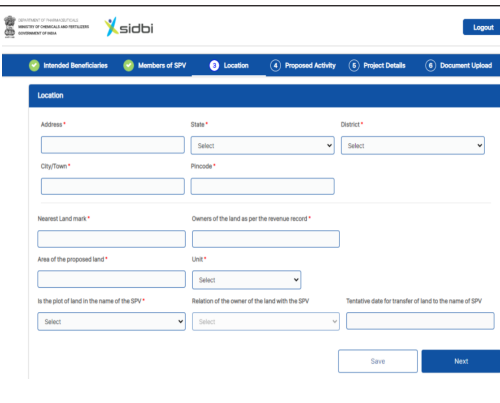 DEPARTMENT OF PHARMACEUTICALS
MINISTRY OF CHEMICALS AND FERTILIZERS
GOVERNMENT OF INDIA
sidbi
Logout
Intended Beneficiaries
Members of SPV
3 Location
4 Proposed Activity
5 Project Details
6 Document Upload
Location
Address *
State *
District *
Select
Select
City/Town *
Pincode *
Nearest Land mark *
Owners of the land as per the revenue record *
Area of the proposed land *
Unit *
Select
Is the plot of land in the name of the SPV *
Relation of the owner of the land with the SPV
Tentative date for transfer of land to the name of SPV
Select
Select
Save
Next